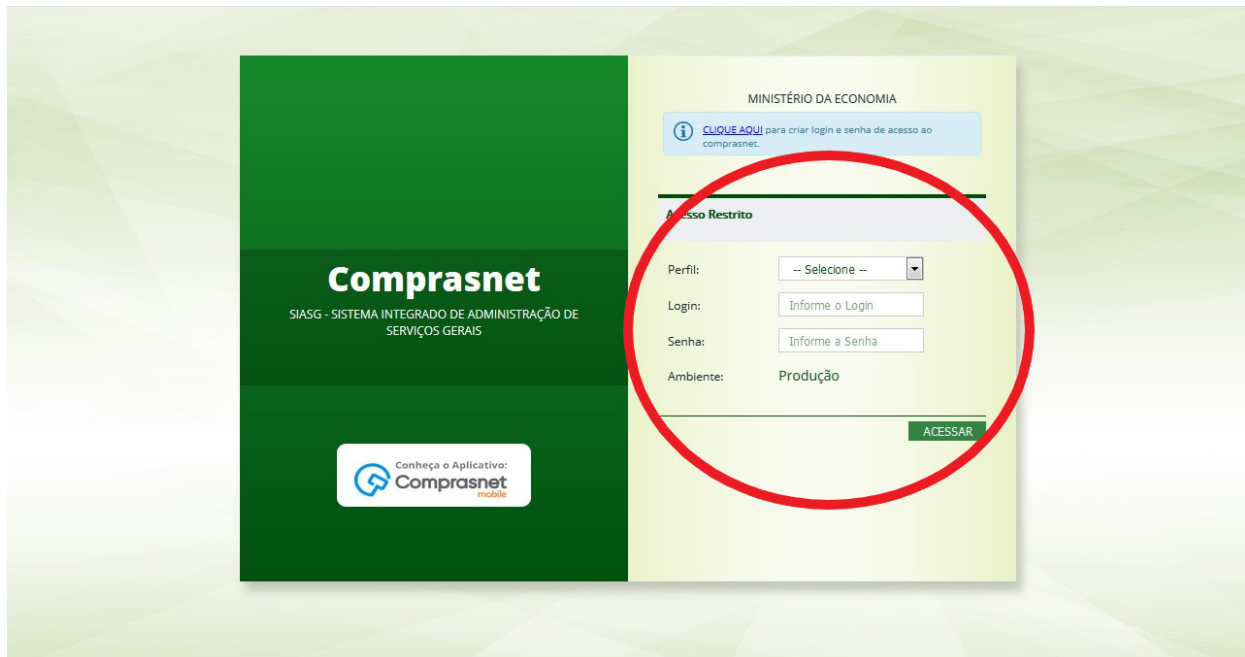 MINISTÉRIO DA ECONOMIA
CLIQUE AQUI para criar login e senha de acesso ao
comprasnet.
Acesso Restrito
Perfil: -- Selecione --
Login: Informe o Login
Senha: Informe a Senha
Ambiente: Produção
ACESSAR
Comprasnet
SIASG - SISTEMA INTEGRADO DE ADMINISTRAÇÃO DE
SERVIÇOS GERAIS
Conheça o Aplicativo:
Comprasnet
mobile